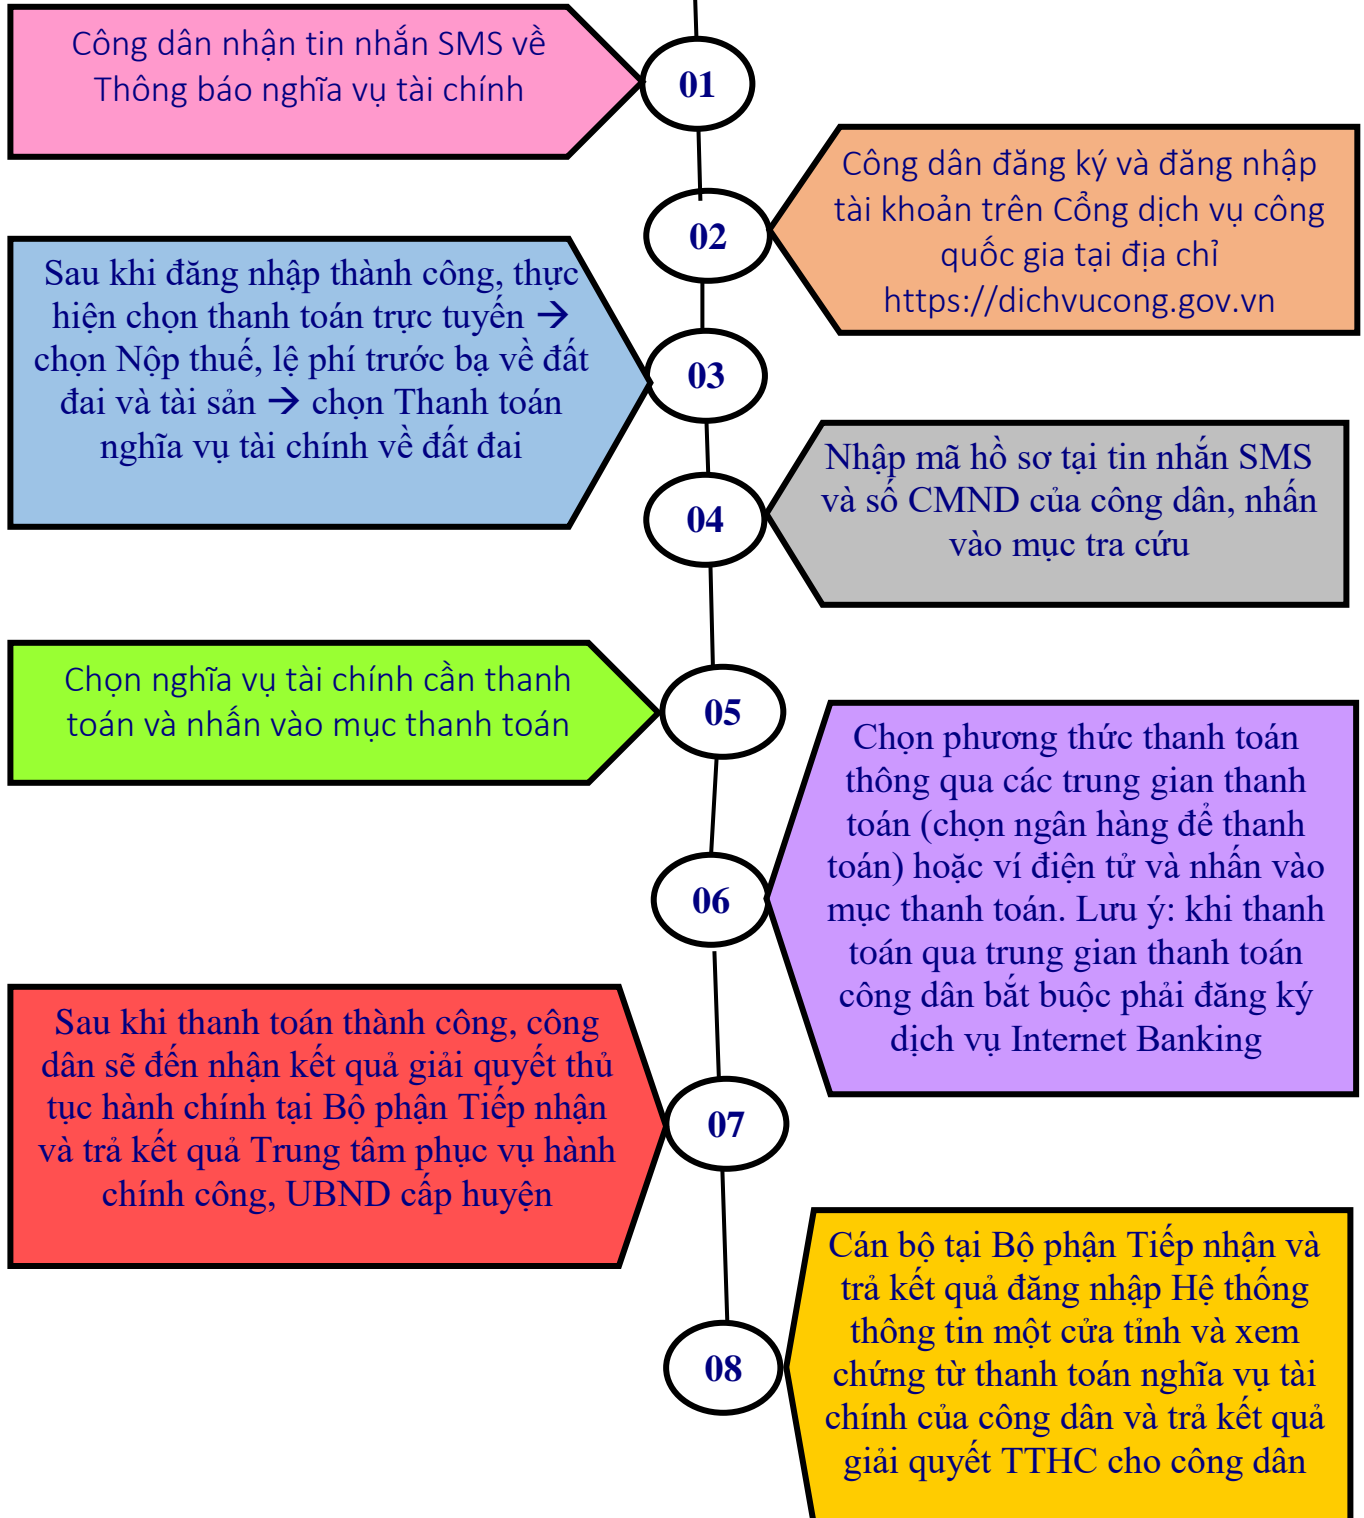 Công dân nhận tin nhắn SMS về
Thông báo nghĩa vụ tài chính
01
Công dân đăng ký và đăng nhập
tài khoản trên Cổng dịch vụ công
quốc gia tại địa chỉ
https://dichvucong.gov.vn
02
Sau khi đăng nhập thành công, thực
hiện chọn thanh toán trực tuyến →
chọn Nộp thuế, lệ phí trước bạ về đất
đai và tài sản → chọn Thanh toán
nghĩa vụ tài chính về đất đai
03
Nhập mã hồ sơ tại tin nhắn SMS
và số CMND của công dân, nhấn
vào mục tra cứu
04
Chọn nghĩa vụ tài chính cần thanh
toán và nhấn vào mục thanh toán
05
Chọn phương thức thanh toán
thông qua các trung gian thanh
toán (chọn ngân hàng để thanh
toán) hoặc ví điện tử và nhấn vào
mục thanh toán. Lưu ý: khi thanh
toán qua trung gian thanh toán
công dân bắt buộc phải đăng ký
dịch vụ Internet Banking
06
Sau khi thanh toán thành công, công
dân sẽ đến nhận kết quả giải quyết thủ
tục hành chính tại Bộ phận Tiếp nhận
và trả kết quả Trung tâm phục vụ hành
chính công, UBND cấp huyện
07
Cán bộ tại Bộ phận Tiếp nhận và
trả kết quả đăng nhập Hệ thống
thông tin một cửa tỉnh và xem
chứng từ thanh toán nghĩa vụ tài
chính của công dân và trả kết quả
giải quyết TTHC cho công dân
08